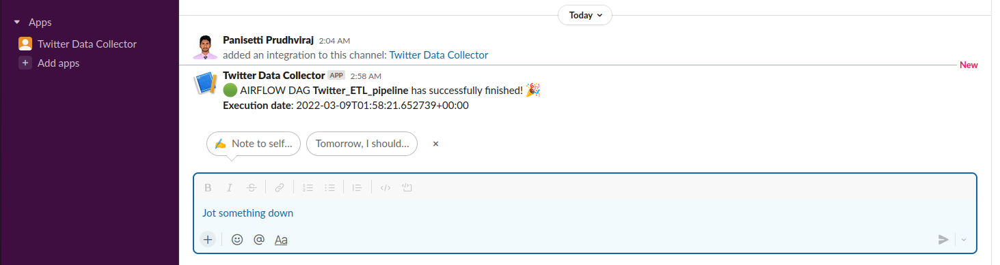 Apps
Twitter Data Collector
+ Add apps
Today
Panisetti Prudhviraj 2:04 AM
added an integration to this channel: Twitter Data Collector
New
Twitter Data Collector APP 2:58 AM
AIRFLOW DAG Twitter_ETL_pipeline has successfully finished! 🎉
Execution date: 2022-03-09T01:58:21.652739+00:00
✍️ Note to self... Tomorrow, I should... ×
B I S
Jot something down
+ @ Aa